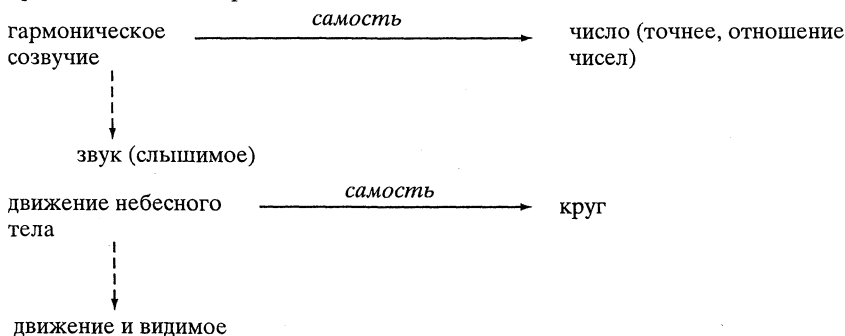 самость
гармоническое
созвучие
число (точнее, отношение
чисел)
звук (слышимое)
самость
движение небесного
тела
круг
движение и видимое